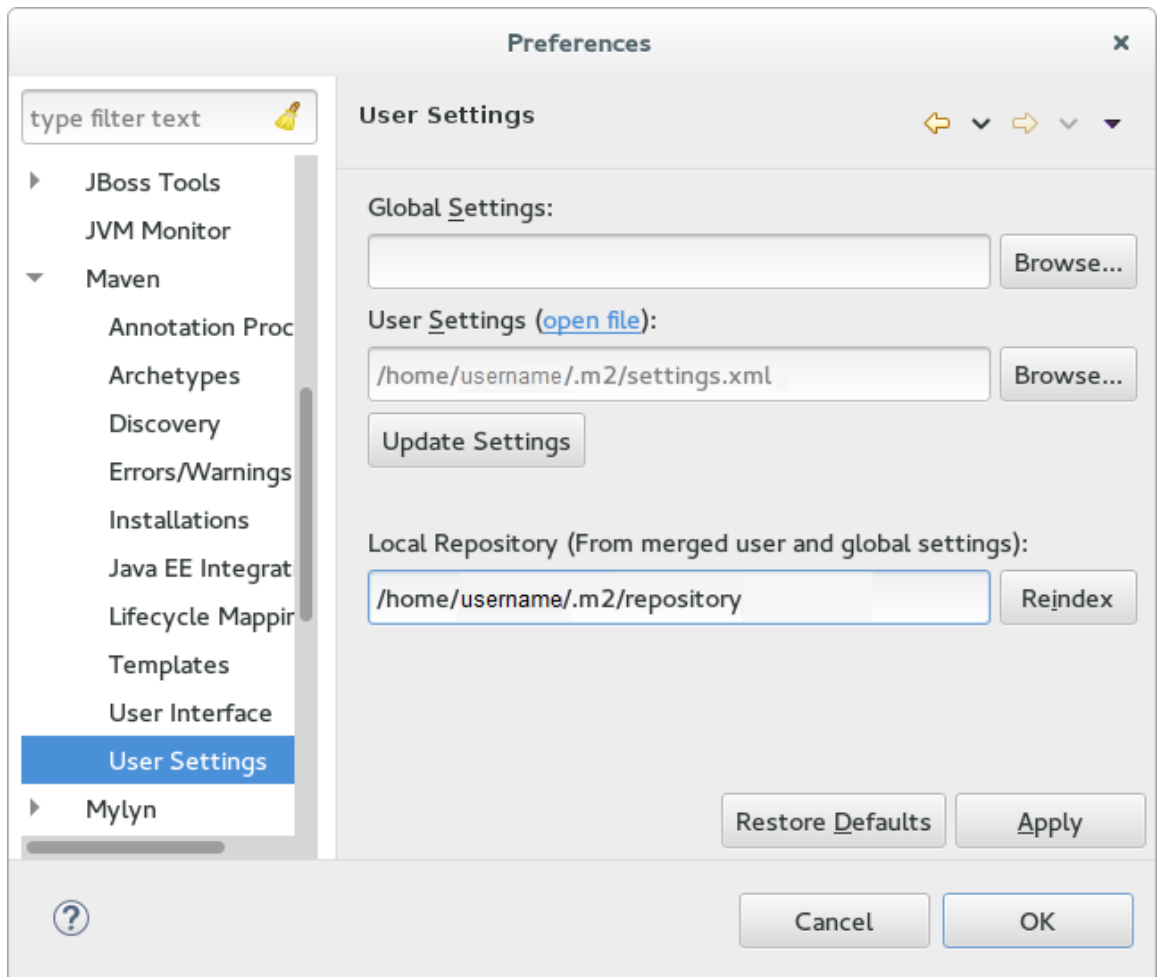 Preferences
type filter text
JBoss Tools
JVM Monitor
Maven
Annotation Proc
Archetypes
Discovery
Errors/Warnings
Installations
Java EE Integrat
Lifecycle Mappin
Templates
User Interface
User Settings
Mylyn
User Settings
Global Settings:
Browse...
User Settings (open file):
/home/username/.m2/settings.xml
Browse...
Update Settings
Local Repository (From merged user and global settings):
/home/username/.m2/repository
Reindex
Restore Defaults
Apply
?
Cancel
OK